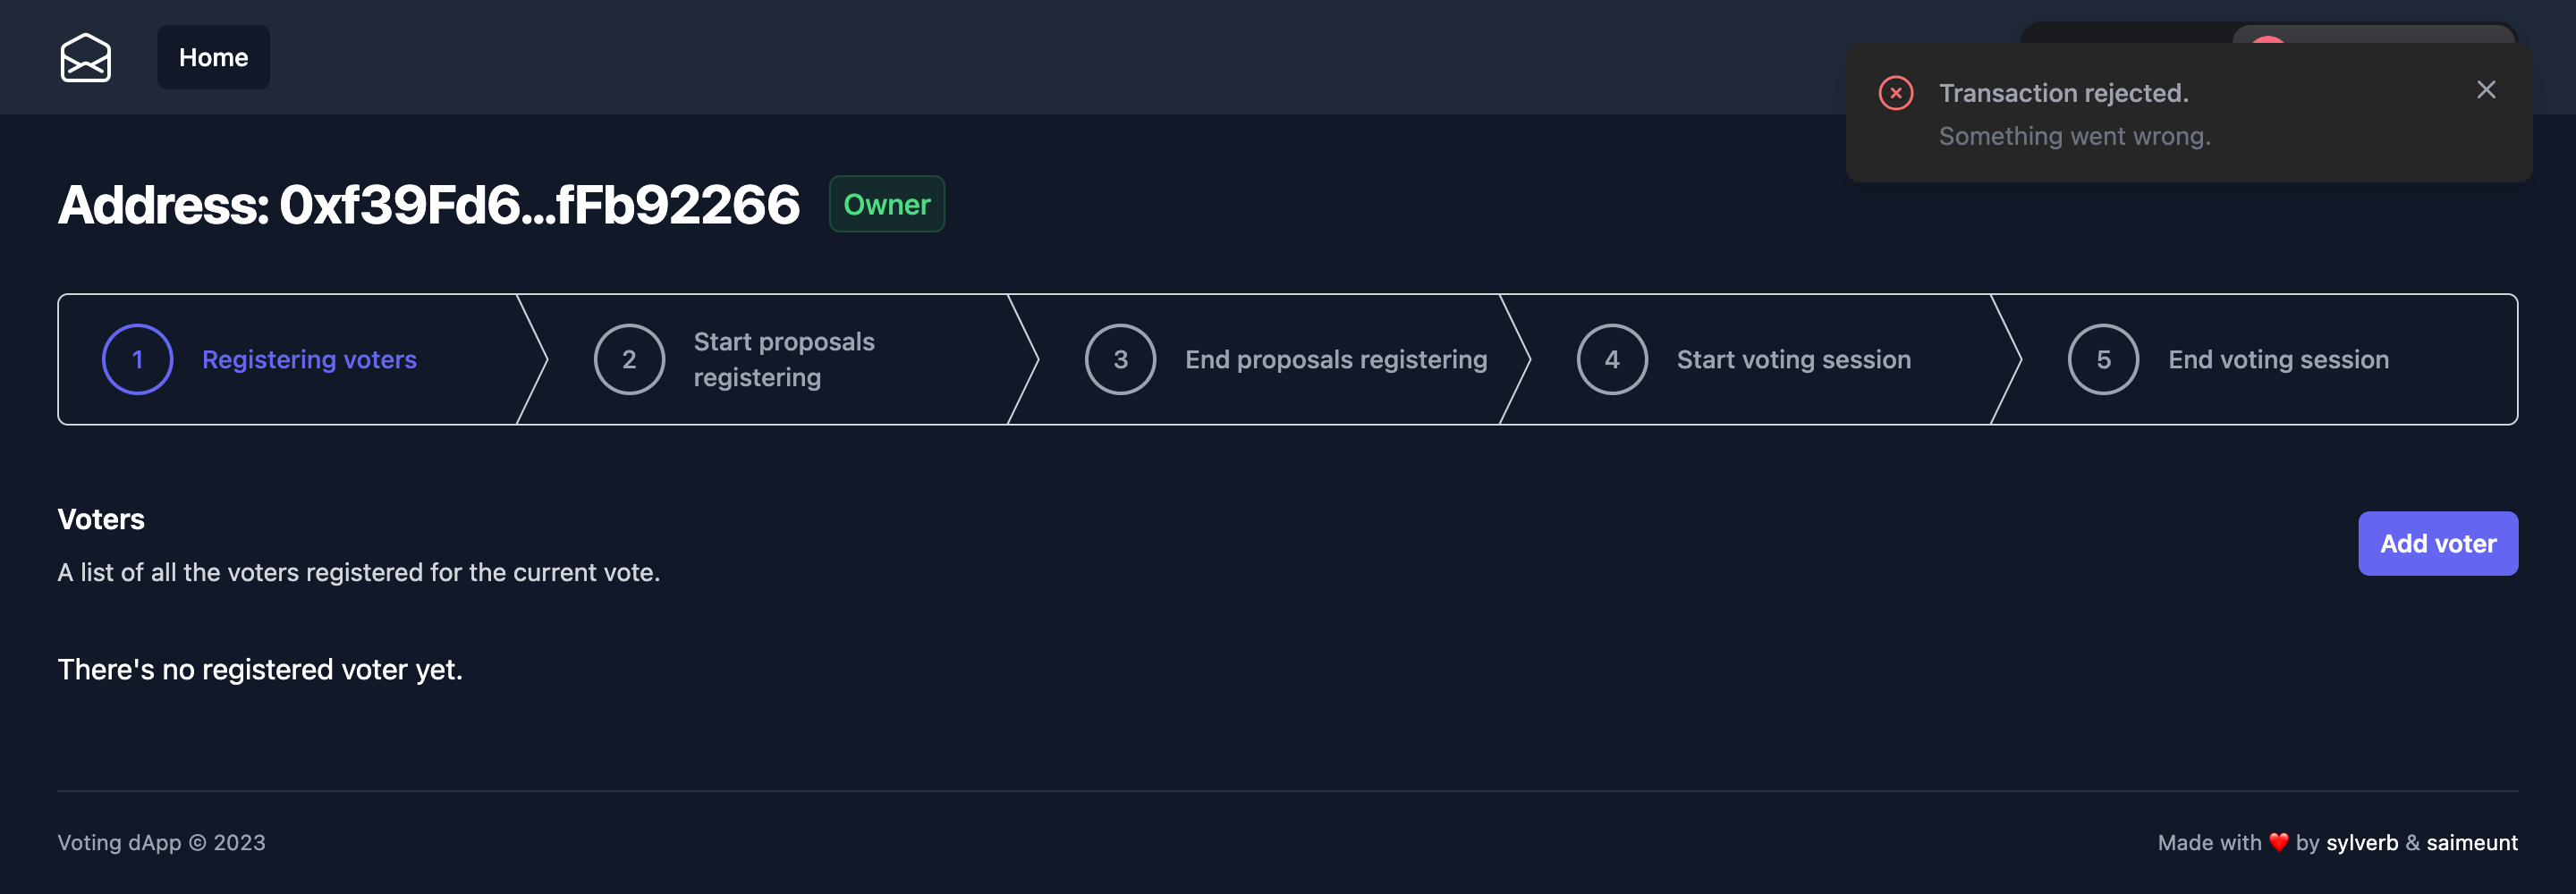 Home
Transaction rejected.
Something went wrong.
Address: 0xf39Fd6...fFb92266
Owner
1
Registering voters
2
Start proposals
registering
3
End proposals registering
4
Start voting session
5
End voting session
Voters
A list of all the voters registered for the current vote.
Add voter
There's no registered voter yet.
Voting dApp © 2023
Made with ❤️ by sylverb & saimeunt